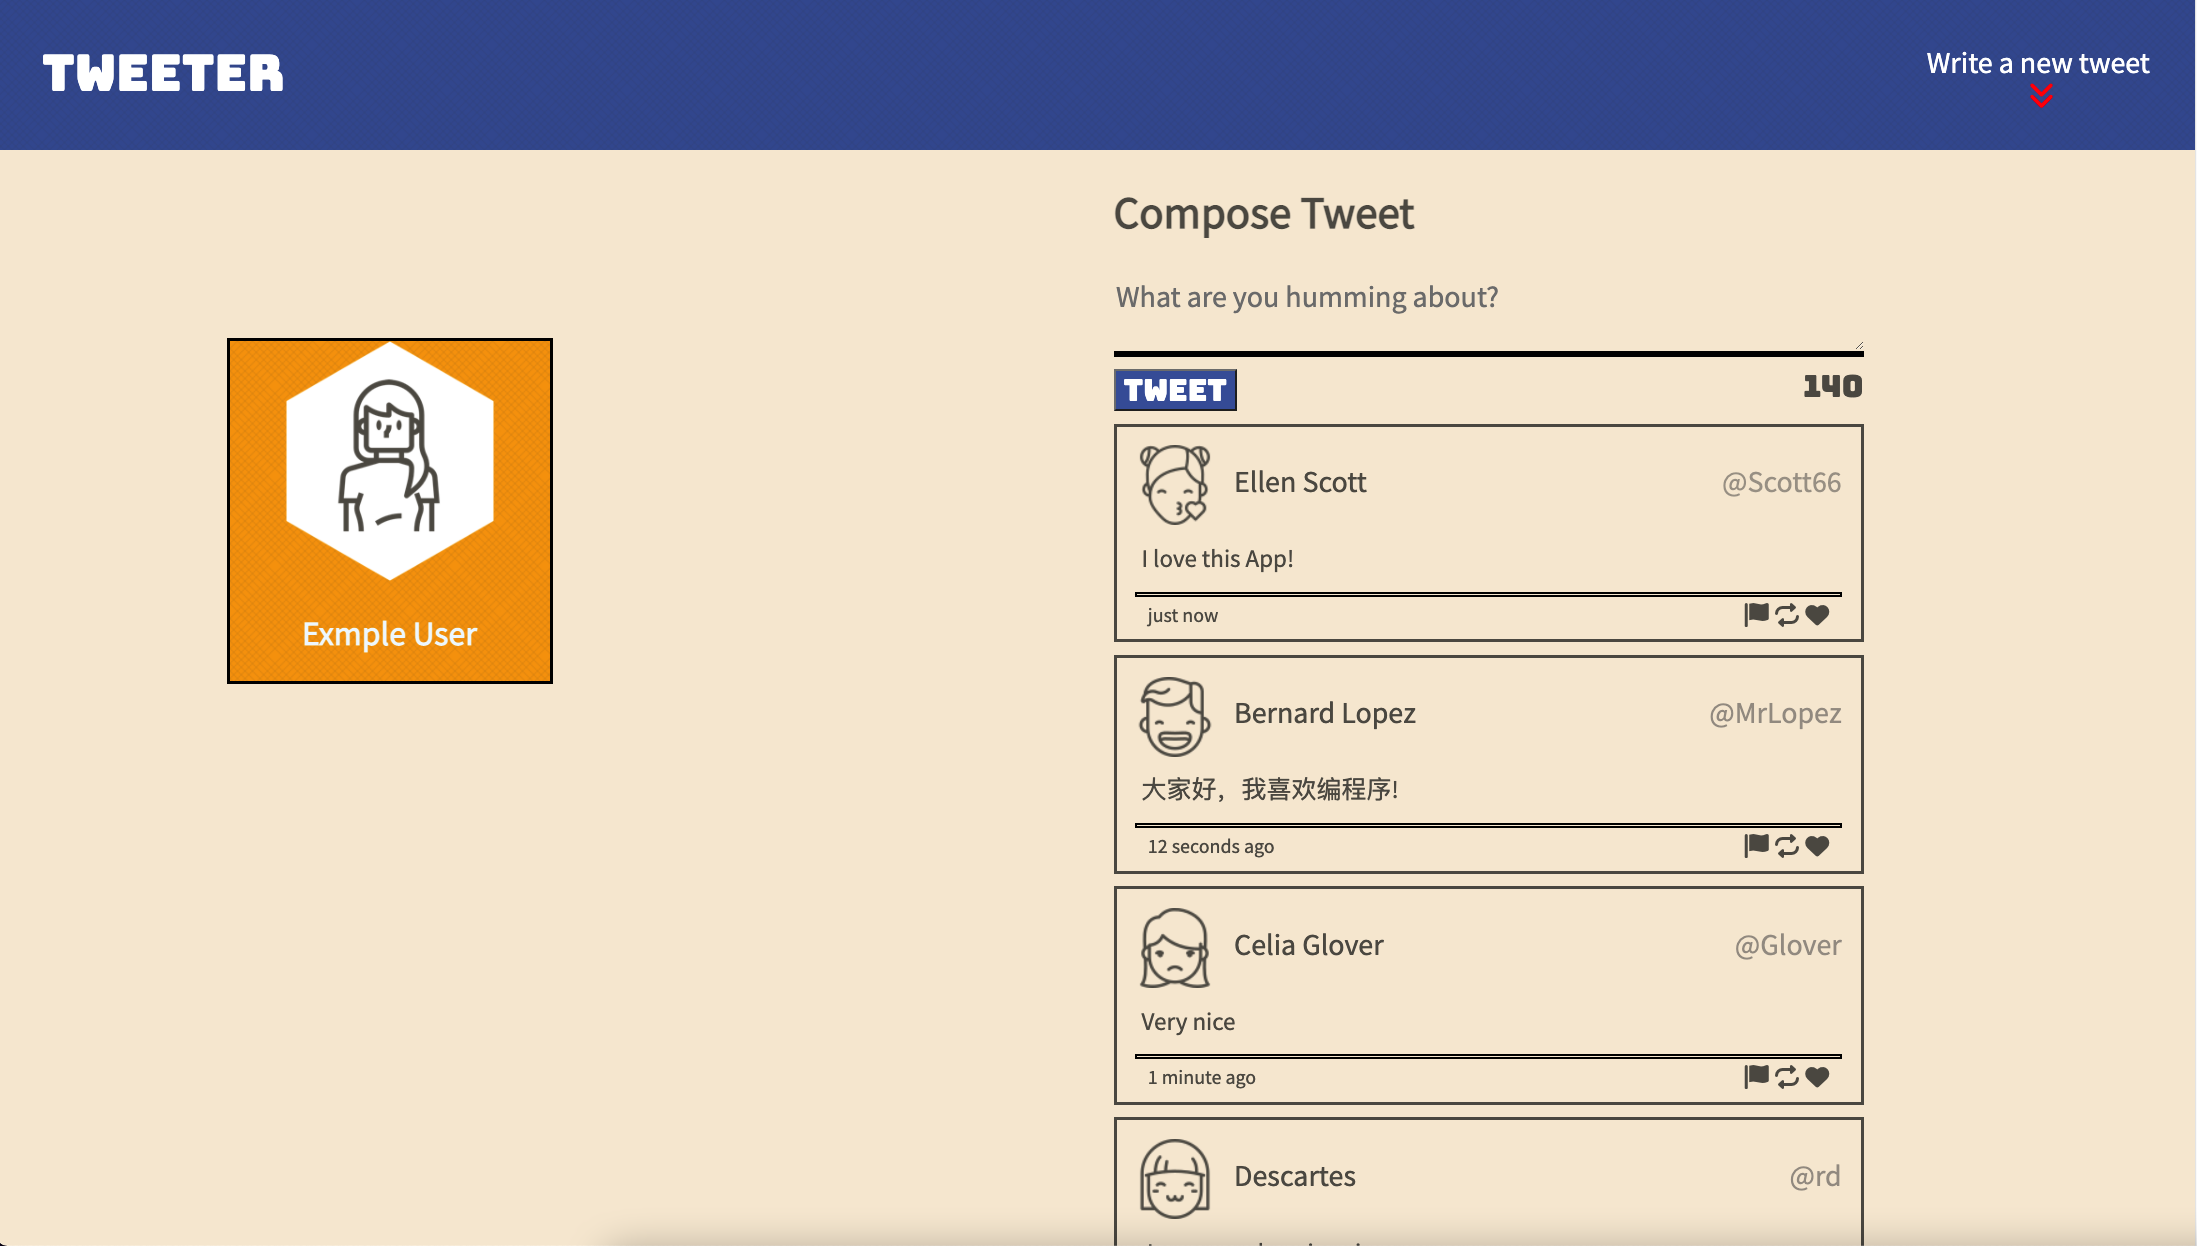 TWEETER
Write a new tweet
Exmple User
Compose Tweet
What are you humming about?
TWEET
140
Ellen Scott
@Scott66
I love this App!
just now
Bernard Lopez
@MrLopez
大家好，我喜欢编程序!
12 seconds ago
Celia Glover
@Glover
Very nice
1 minute ago
Descartes
@rd